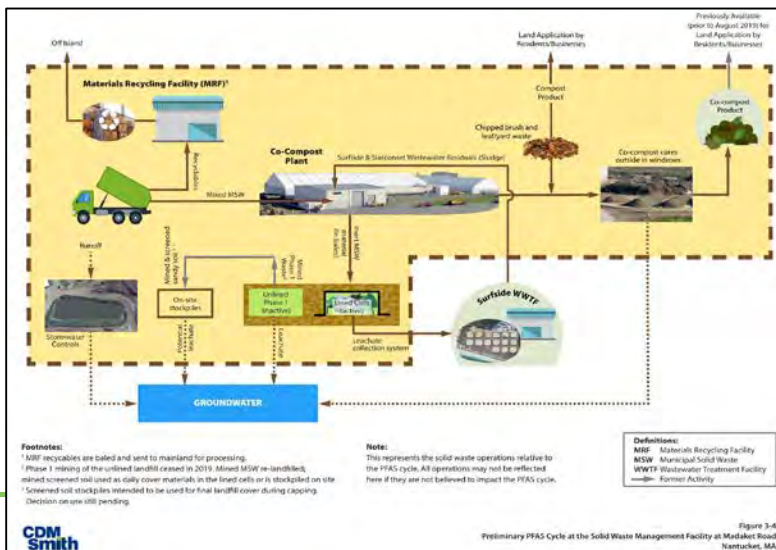 Off Island
Land Application by
Residents/Businesses
Previously Available
(prior to August 2019) for
Land Application by
Residents/Businesses
Materials Recycling Facility (MRF)¹
Compost
Product
Co-compost
Product
Chipped brush and
leaf/yard waste
Co-Compost
Plant
Surfside & Siasconset Wastewater Residuals (Sludge)
Co-compost cures
outside in windrows
Recyclables
Mixed MSW
Runoff
Mined & screened
sandy soil
Mined
Phase 1
Waste²
Inert MSW
material
On-site
stockpiles
Unlined
Phase 1
(Inactive)
Lined Cells
Surfside WWTF
Stormwater
Controls
Potential
leachate
Leachate
Leachate collection
system
GROUNDWATER
Footnotes:
¹ MRF recycables are baled and sent to mainland for processing.
² Phase 1 mining of the unlined landfill ceased in 2019. Mined MSW re-landfilled;
mined screened soil used as daily cover materials in the lined cells or is stockpiled on site
³ Screened soil stockpiles intended to be used for final landfill cover during capping.
Decision on use still pending.
Note:
This represents the solid waste operations relative to
the PFAS cycle. All operations may not be reflected
here if they are not believed to impact the PFAS cycle.
Definitions:
MRF Materials Recycling Facility
MSW Municipal Solid Waste
WWTF Wastewater Treatment Facility
Former Activity
CDM
Smith
Figure 3-4
Preliminary PFAS Cycle at the Solid Waste Management Facility at Madaket Road
Nantucket, MA